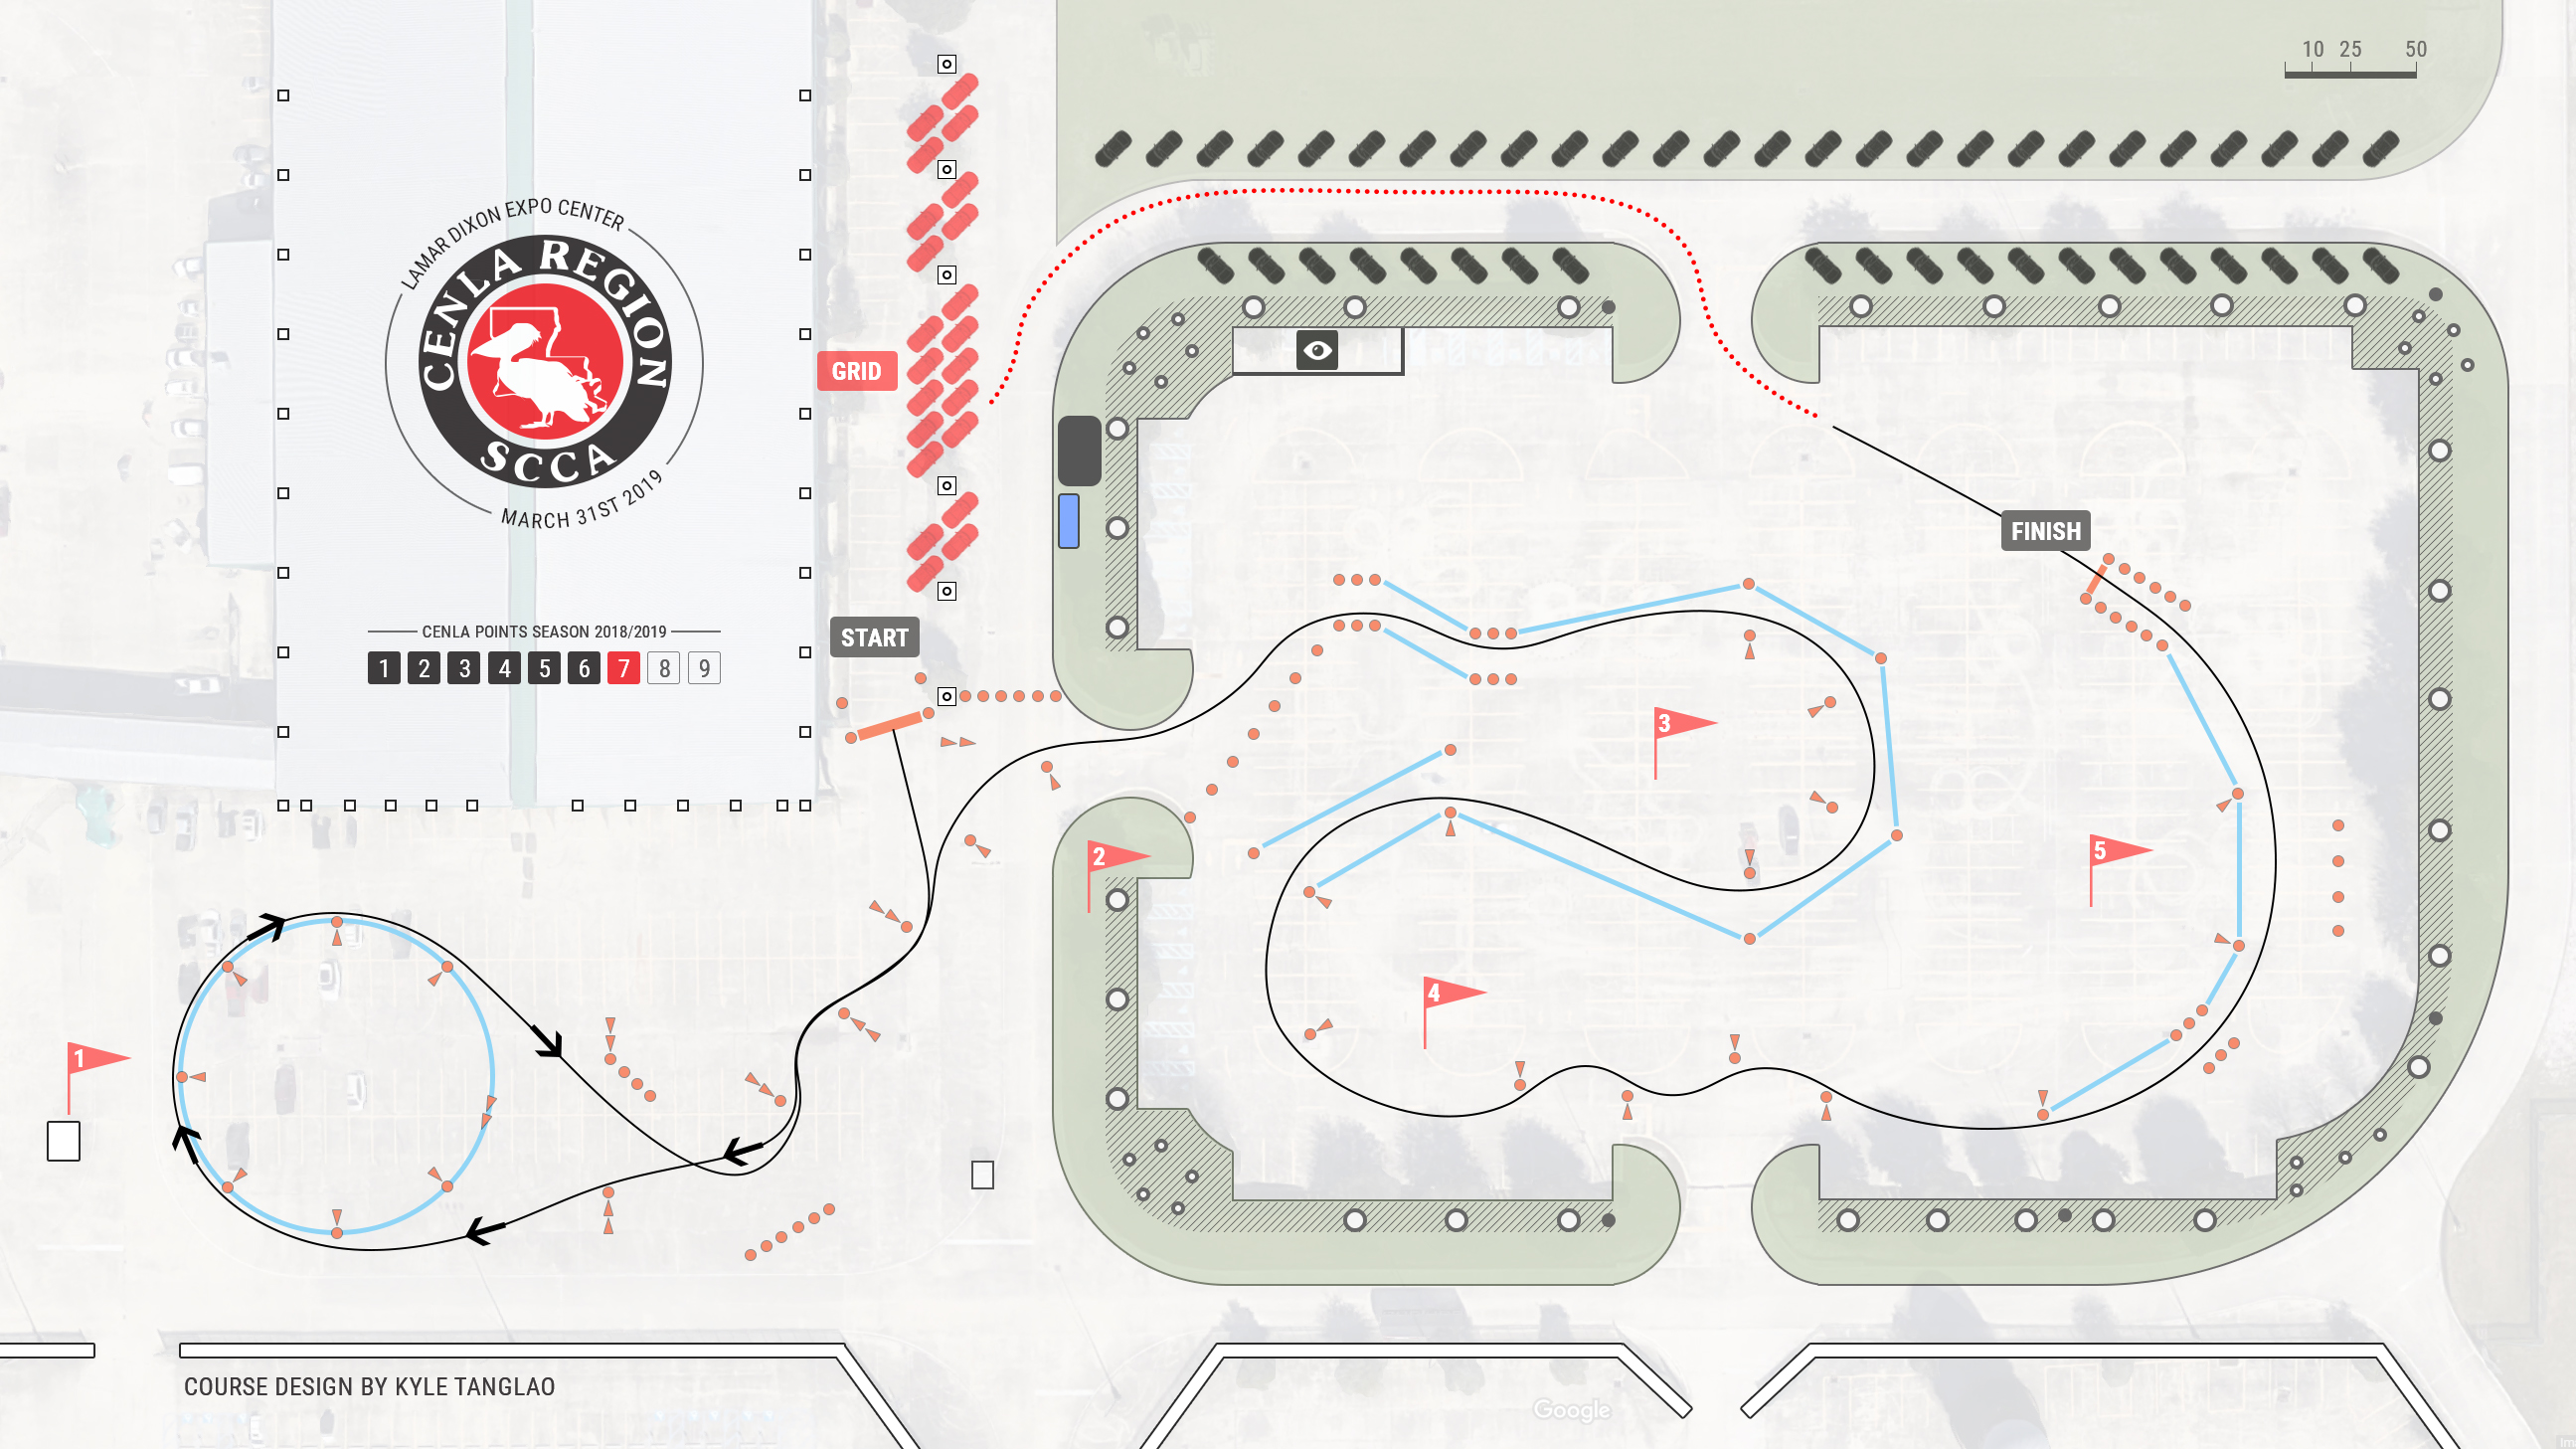 10 25 50
LAMAR DIXON EXPO CENTER
CENLA REGION
SCCA
MARCH 31ST 2019
CENLA POINTS SEASON 2018/2019
1 2 3 4 5 6 7 8 9
GRID
START
FINISH
3
2
5
4
1
COURSE DESIGN BY KYLE TANGLAO
Google